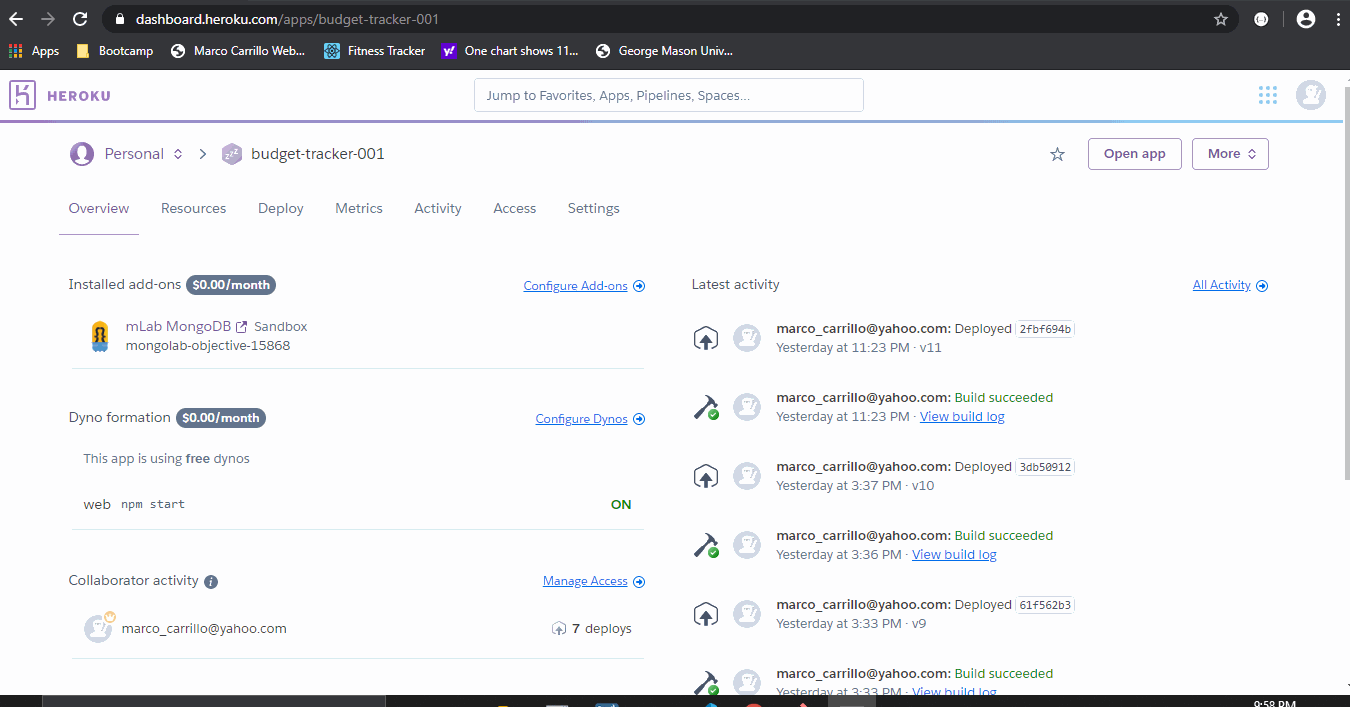 dashboard.heroku.com/apps/budget-tracker-001
Apps Bootcamp Marco Carrillo Web... Fitness Tracker One chart shows 11... George Mason Univ...
HEROKU
Jump to Favorites, Apps, Pipelines, Spaces...
Personal budget-tracker-001
Open app More
Overview Resources Deploy Metrics Activity Access Settings
Installed add-ons $0.00/month Configure Add-ons
mLab MongoDB Sandbox
mongolab-objective-15868
Dyno formation $0.00/month Configure Dynos
This app is using free dynos
web npm start ON
Collaborator activity i Manage Access
marco_carrillo@yahoo.com 7 deploys
Latest activity All Activity
marco_carrillo@yahoo.com: Deployed 2fbf694b
Yesterday at 11:23 PM · v11
marco_carrillo@yahoo.com: Build succeeded
Yesterday at 11:23 PM · View build log
marco_carrillo@yahoo.com: Deployed 3db50912
Yesterday at 3:37 PM · v10
marco_carrillo@yahoo.com: Build succeeded
Yesterday at 3:36 PM · View build log
marco_carrillo@yahoo.com: Deployed 61f562b3
Yesterday at 3:33 PM · v9
marco_carrillo@yahoo.com: Build succeeded
Yesterday at 3:33 PM · View build log
9:58 PM